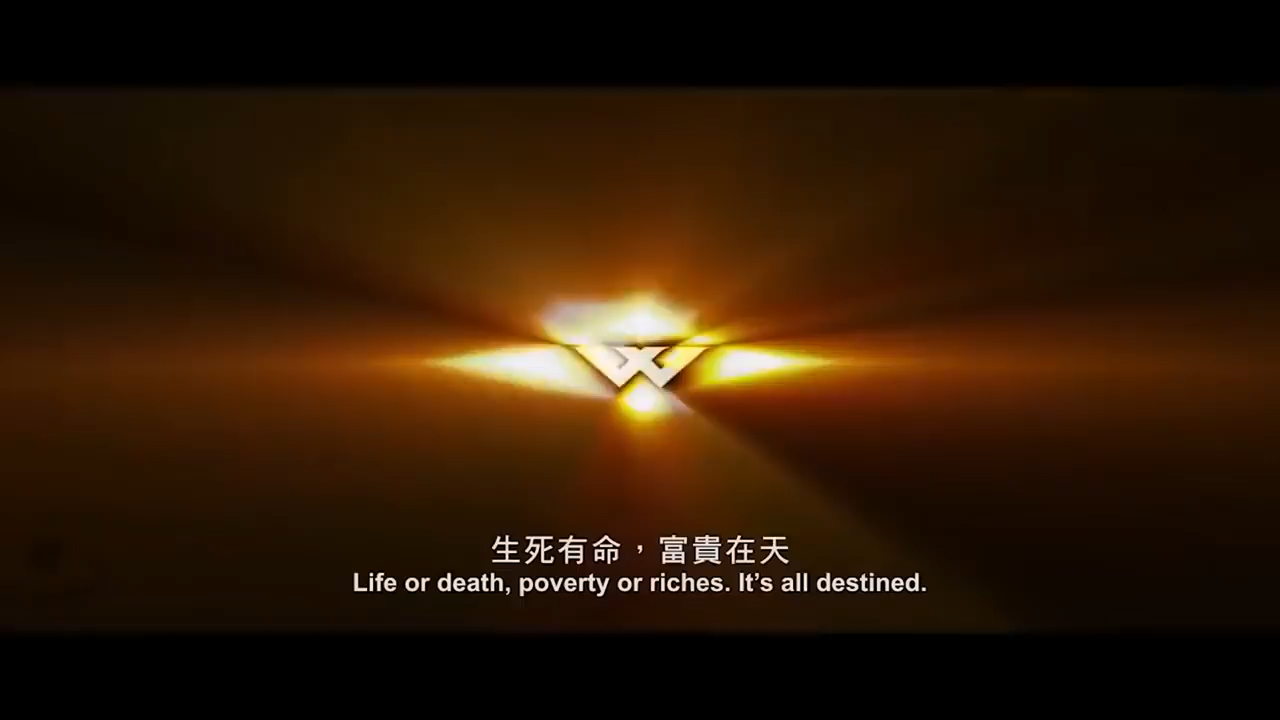 生死有命，富貴在天
Life or death, poverty or riches. It's all destined.